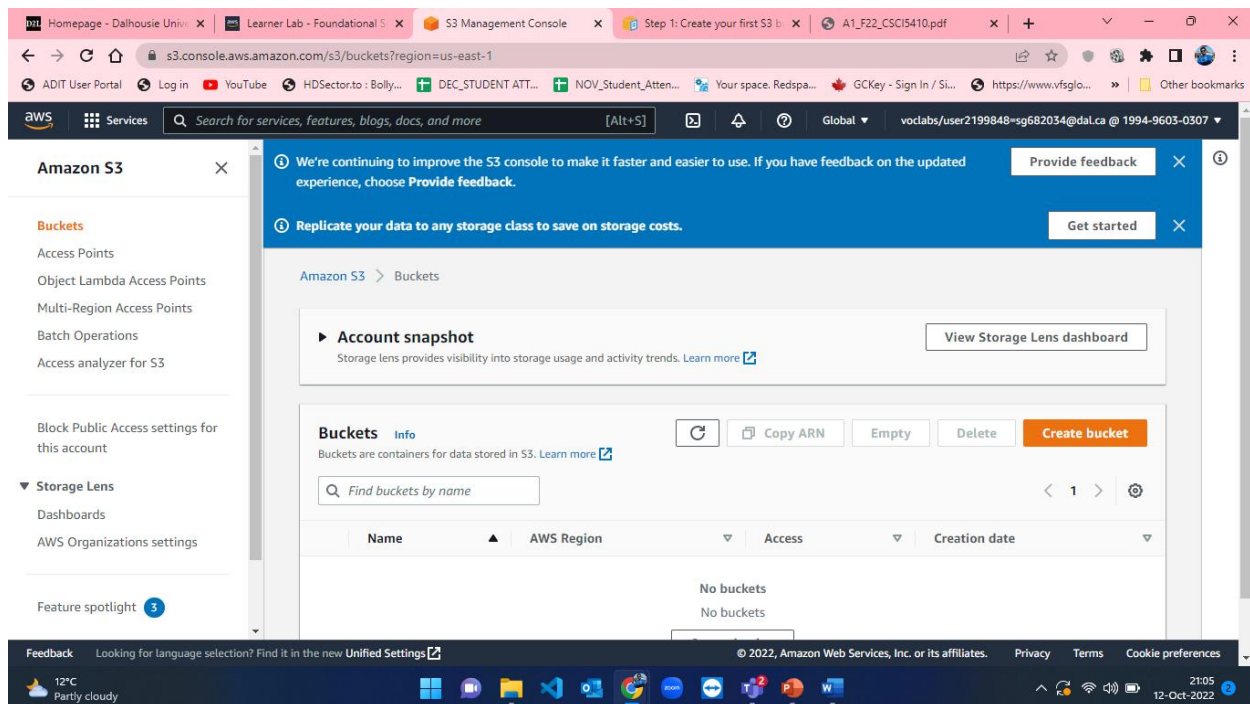 Homepage - Dalhousie Unive
Learner Lab - Foundational S
S3 Management Console
Step 1: Create your first S3 b
A1_F22_CSCI5410.pdf
s3.console.aws.amazon.com/s3/buckets?region=us-east-1
ADIT User Portal
Log in
YouTube
HDSector.to : Bolly...
DEC_STUDENT ATT...
NOV_Student_Atten...
Your space. Redspa...
GCKey - Sign In / Si...
https://www.vfsglo...
»
Other bookmarks
aws
Services
Search for services, features, blogs, docs, and more
[Alt+S]
Global
voclabs/user2199848=sg682034@dal.ca @ 1994-9603-0307
Amazon S3
Buckets
Access Points
Object Lambda Access Points
Multi-Region Access Points
Batch Operations
Access analyzer for S3
Block Public Access settings for
this account
Storage Lens
Dashboards
AWS Organizations settings
Feature spotlight 3
We're continuing to improve the S3 console to make it faster and easier to use. If you have feedback on the updated
experience, choose Provide feedback.
Provide feedback
Replicate your data to any storage class to save on storage costs.
Get started
Amazon S3 > Buckets
Account snapshot
Storage lens provides visibility into storage usage and activity trends. Learn more
View Storage Lens dashboard
Buckets Info
Buckets are containers for data stored in S3. Learn more
Copy ARN
Empty
Delete
Create bucket
Find buckets by name
< 1 >
Name
AWS Region
Access
Creation date
No buckets
No buckets
Feedback
Looking for language selection? Find it in the new Unified Settings
© 2022, Amazon Web Services, Inc. or its affiliates.
Privacy
Terms
Cookie preferences
12°C
Partly cloudy
zoom
2
21:05
12-Oct-2022
2